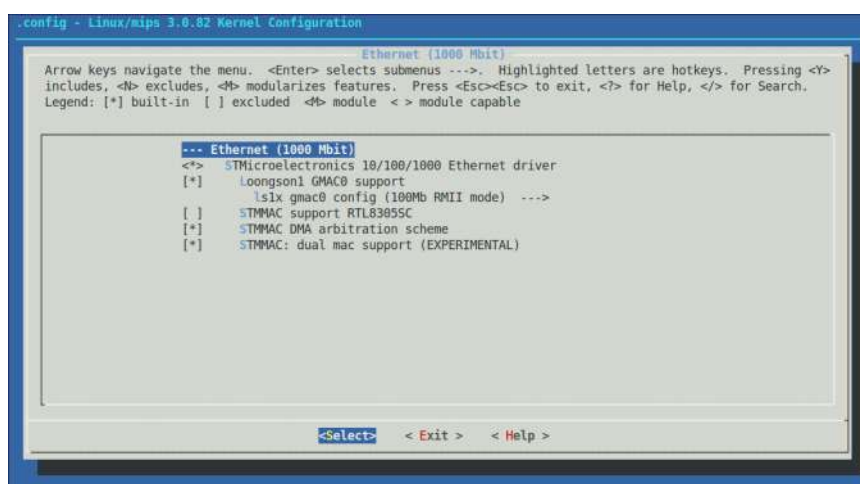 .config - Linux/mips 3.0.82 Kernel Configuration
Ethernet (1000 Mbit)
Arrow keys navigate the menu.  <Enter> selects submenus --->.  Highlighted letters are hotkeys.  Pressing <Y>
includes, <N> excludes, <M> modularizes features.  Press <Esc><Esc> to exit, <?> for Help, </> for Search.
Legend: [*] built-in  [ ] excluded  <M> module  < > module capable
--- Ethernet (1000 Mbit)
<*>   STMicroelectronics 10/100/1000 Ethernet driver
[*]     Loongson1 GMAC0 support
ls1x gmac0 config (100Mb RMII mode)  --->
[ ]     STMMAC support RTL8305SC
[*]     STMMAC DMA arbitration scheme
[*]     STMMAC: dual mac support (EXPERIMENTAL)
<Select>    < Exit >    < Help >